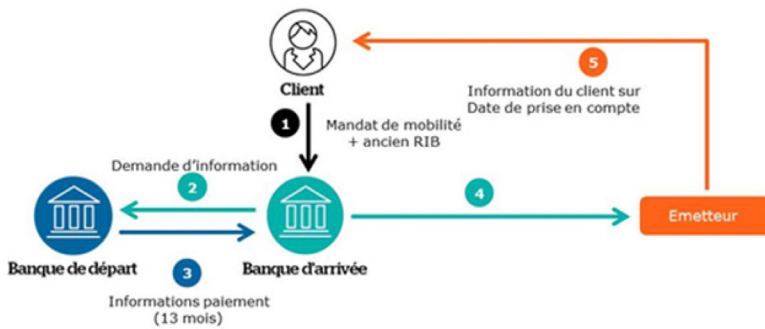 Client
1
Mandat de mobilité
+ ancien RIB
5
Information du client sur
Date de prise en compte
Demande d'information
2
4
Emetteur
Banque de départ
Banque d'arrivée
3
Informations paiement
(13 mois)